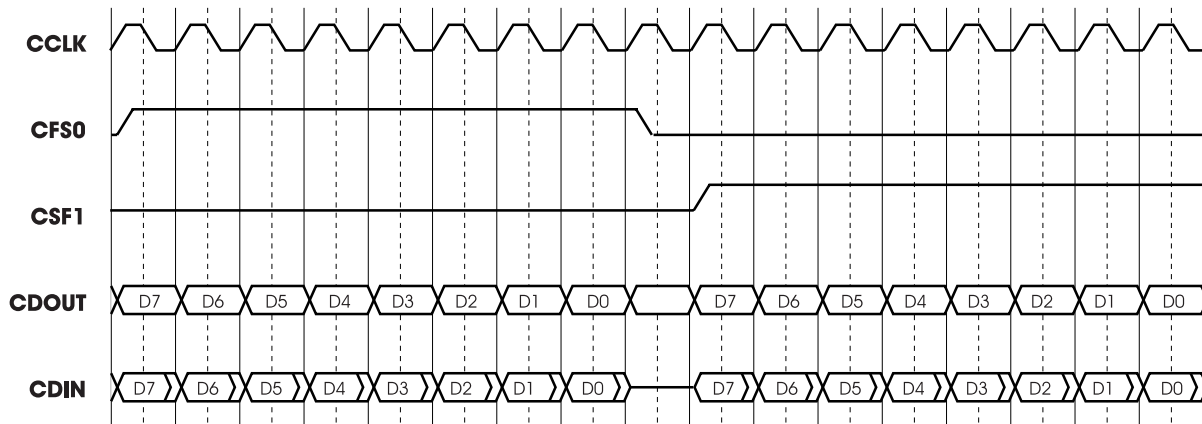 CCLK
CFS0
CSF1
CDOUT D7 D6 D5 D4 D3 D2 D1 D0 D7 D6 D5 D4 D3 D2 D1 D0
CDIN D7 D6 D5 D4 D3 D2 D1 D0 D7 D6 D5 D4 D3 D2 D1 D0